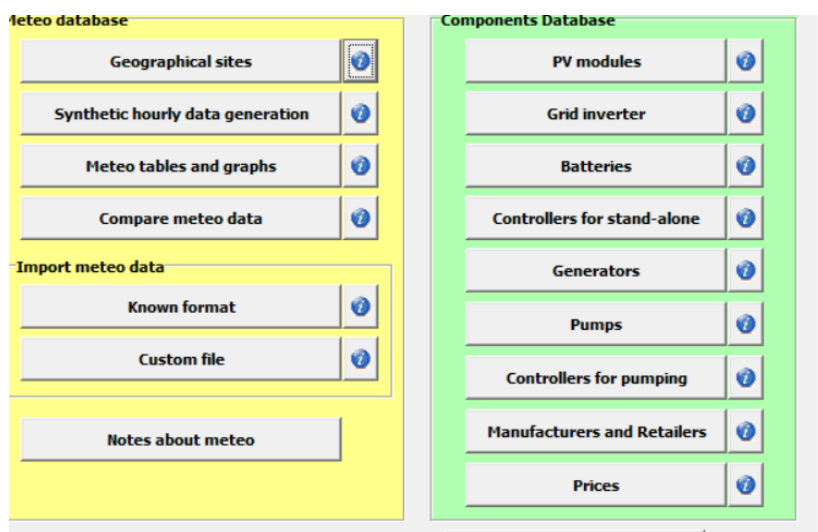 Meteo database
Geographical sites
Synthetic hourly data generation
Meteo tables and graphs
Compare meteo data
Import meteo data
Known format
Custom file
Notes about meteo
Components Database
PV modules
Grid inverter
Batteries
Controllers for stand-alone
Generators
Pumps
Controllers for pumping
Manufacturers and Retailers
Prices